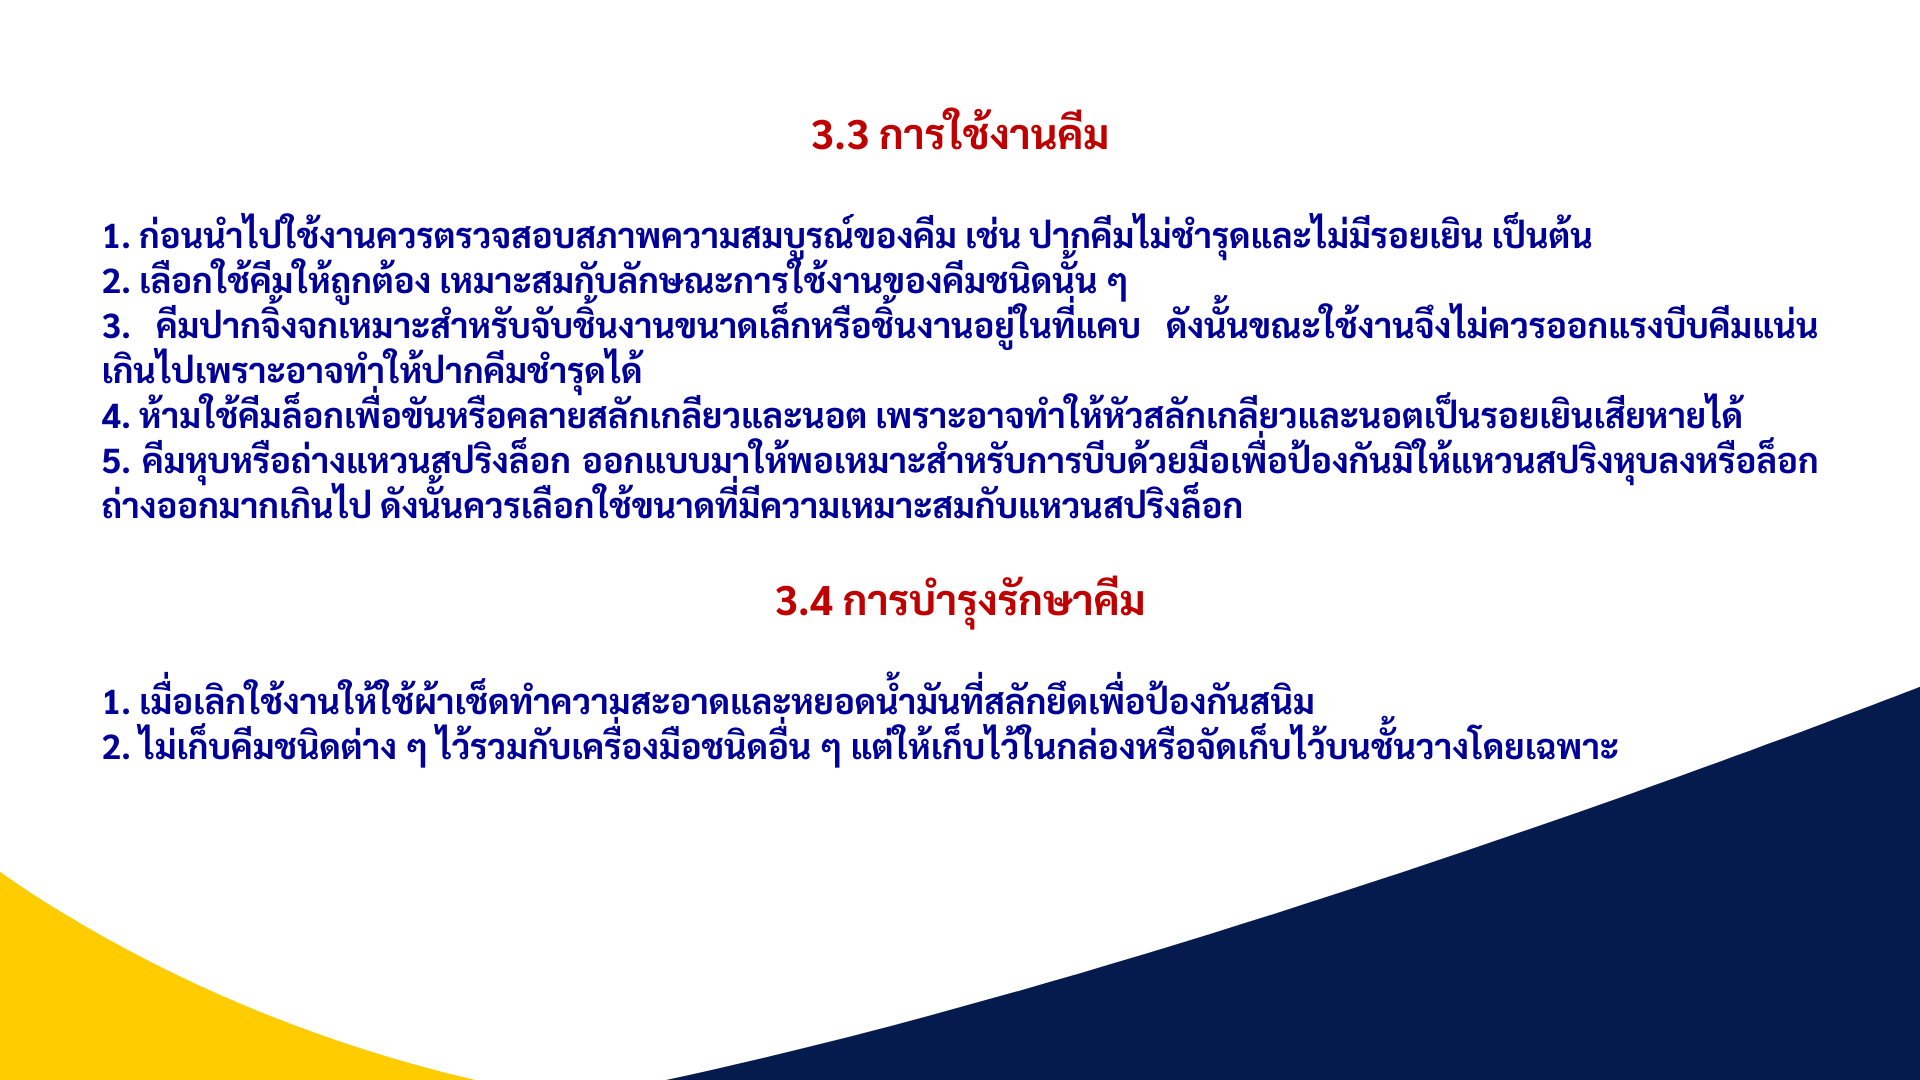 3.3 การใช้งานคีม
1. ก่อนนำไปใช้งานควรตรวจสอบสภาพความสมบูรณ์ของคีม เช่น ปากคีมไม่ชำรุดและไม่มีรอยเยิน เป็นต้น
2. เลือกใช้คีมให้ถูกต้อง เหมาะสมกับลักษณะการใช้งานของคีมชนิดนั้น ๆ
3. คีมปากจิ้งจกเหมาะสำหรับจับชิ้นงานขนาดเล็กหรือชิ้นงานอยู่ในที่แคบ ดังนั้นขณะใช้งานจึงไม่ควรออกแรงบีบคีมแน่น
เกินไปเพราะอาจทำให้ปากคีมชำรุดได้
4. ห้ามใช้คีมล็อกเพื่อขันหรือคลายสลักเกลียวและนอต เพราะอาจทำให้หัวสลักเกลียวและนอตเป็นรอยเยินเสียหายได้
5. คีมหุบหรือถ่างแหวนสปริงล็อก ออกแบบมาให้พอเหมาะสำหรับการบีบด้วยมือเพื่อป้องกันมิให้แหวนสปริงหุบลงหรือล็อก
ถ่างออกมากเกินไป ดังนั้นควรเลือกใช้ขนาดที่มีความเหมาะสมกับแหวนสปริงล็อก
3.4 การบำรุงรักษาคีม
1. เมื่อเลิกใช้งานให้ใช้ผ้าเช็ดทำความสะอาดและหยอดน้ำมันที่สลักยึดเพื่อป้องกันสนิม
2. ไม่เก็บคีมชนิดต่าง ๆ ไว้รวมกับเครื่องมือชนิดอื่น ๆ แต่ให้เก็บไว้ในกล่องหรือจัดเก็บไว้บนชั้นวางโดยเฉพาะ